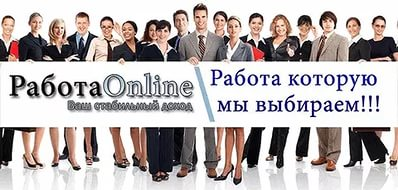 РаботаOnline
Ваш стабильный доход
Работа которую
мы выбираем!!!